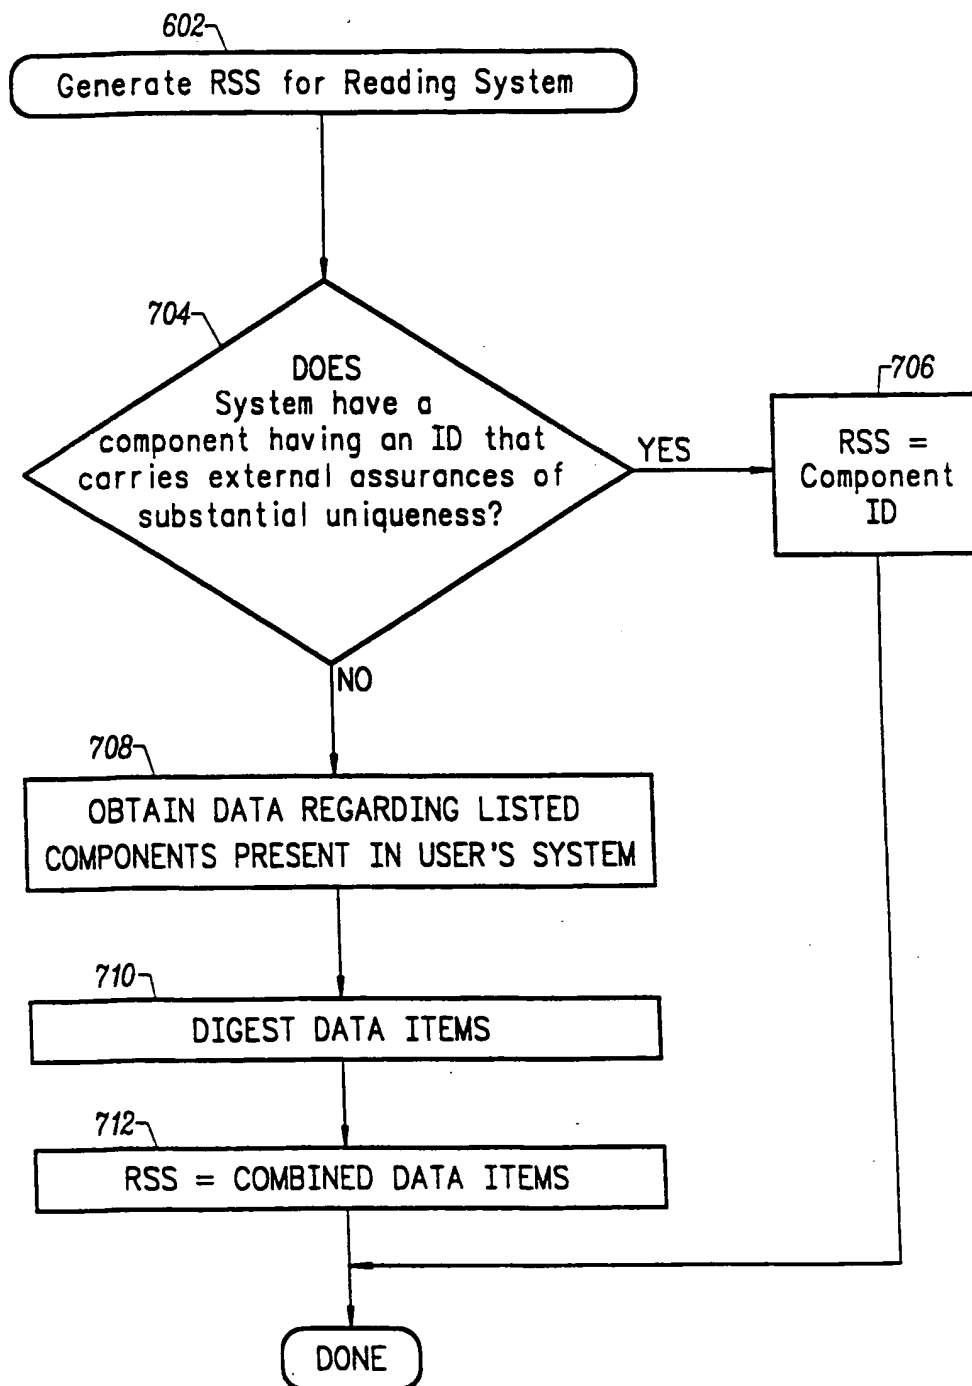 602
Generate RSS for Reading System
704
DOES
System have a
component having an ID that
carries external assurances of
substantial uniqueness?
YES
706
RSS =
Component
ID
NO
708
OBTAIN DATA REGARDING LISTED
COMPONENTS PRESENT IN USER'S SYSTEM
710
DIGEST DATA ITEMS
712
RSS = COMBINED DATA ITEMS
DONE